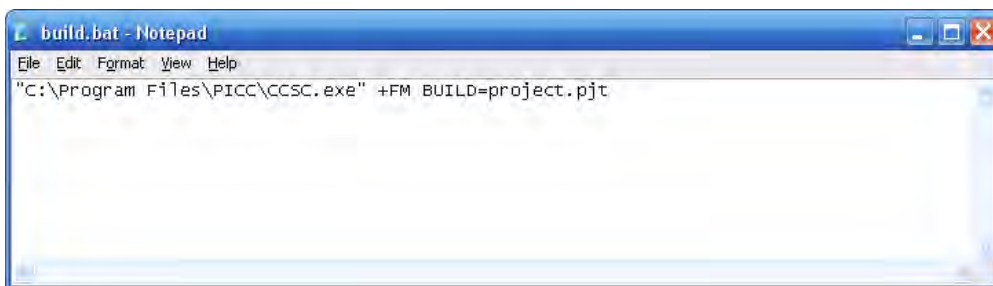 build.bat - Notepad
File Edit Format View Help
"C:\Program Files\PICC\CCSC.exe" +FM BUILD=project.pjt